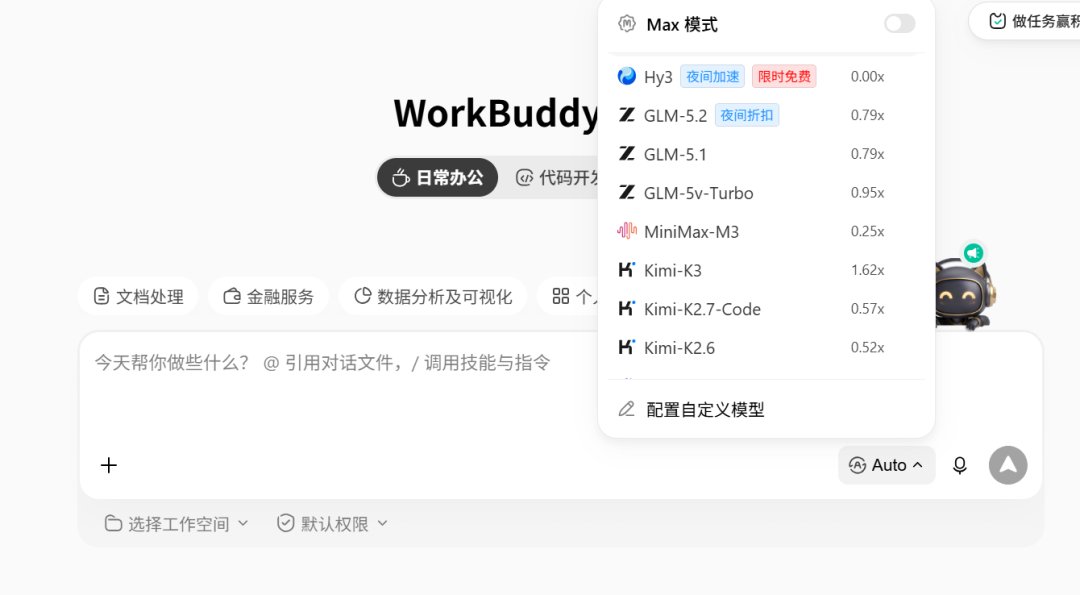 Max 模式
做任务赢积
Hy3 夜间加速 限时免费 0.00x
GLM-5.2 夜间折扣 0.79x
GLM-5.1 0.79x
GLM-5v-Turbo 0.95x
MiniMax-M3 0.25x
Kimi-K3 1.62x
Kimi-K2.7-Code 0.57x
Kimi-K2.6 0.52x
配置自定义模型
WorkBuddy
日常办公 代码开发
文档处理 金融服务 数据分析及可视化 个人
今天帮你做些什么？ @ 引用对话文件，/ 调用技能与指令
Auto
选择工作空间 默认权限